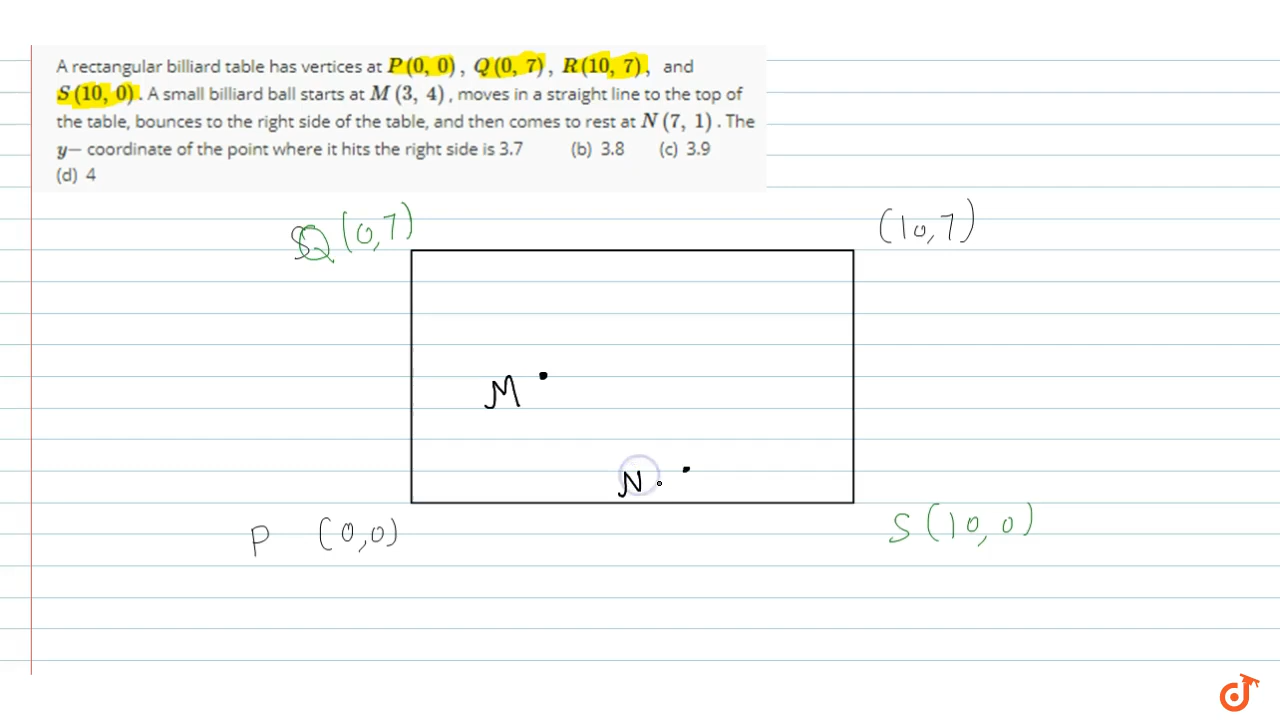 A rectangular billiard table has vertices at P(0, 0), Q(0, 7), R(10, 7), and
S(10, 0). A small billiard ball starts at M(3, 4), moves in a straight line to the top of
the table, bounces to the right side of the table, and then comes to rest at N(7, 1). The
y− coordinate of the point where it hits the right side is 3.7 (b) 3.8 (c) 3.9
(d) 4
Q (0,7) (10,7)
M
N
P (0,0) S (10,0)